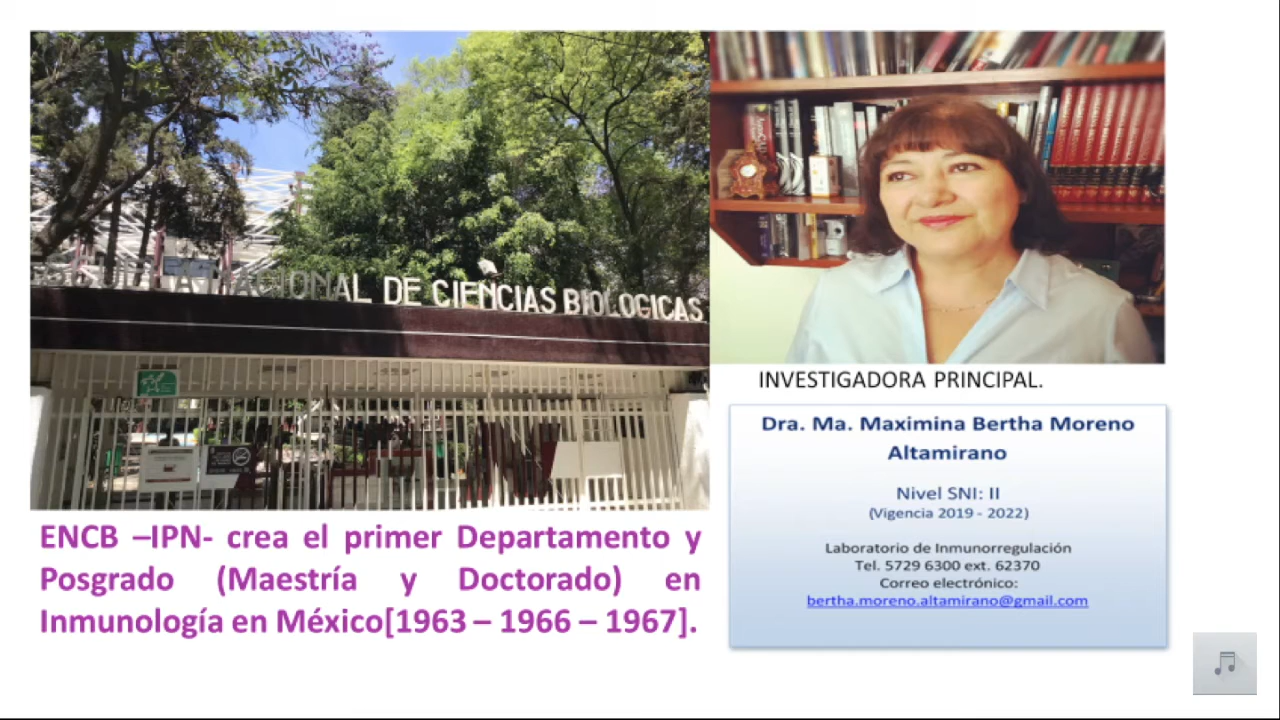 NACIONAL DE CIENCIAS BIOLOGICAS
INVESTIGADORA PRINCIPAL.
Dra. Ma. Maximina Bertha Moreno
Altamirano
Nivel SNI: II
(Vigencia 2019 - 2022)
Laboratorio de Inmunorregulación
Tel. 5729 6300 ext. 62370
Correo electrónico:
bertha.moreno.altamirano@gmail.com
ENCB –IPN- crea el primer Departamento y
Posgrado (Maestría y Doctorado) en
Inmunología en México[1963 – 1966 – 1967].